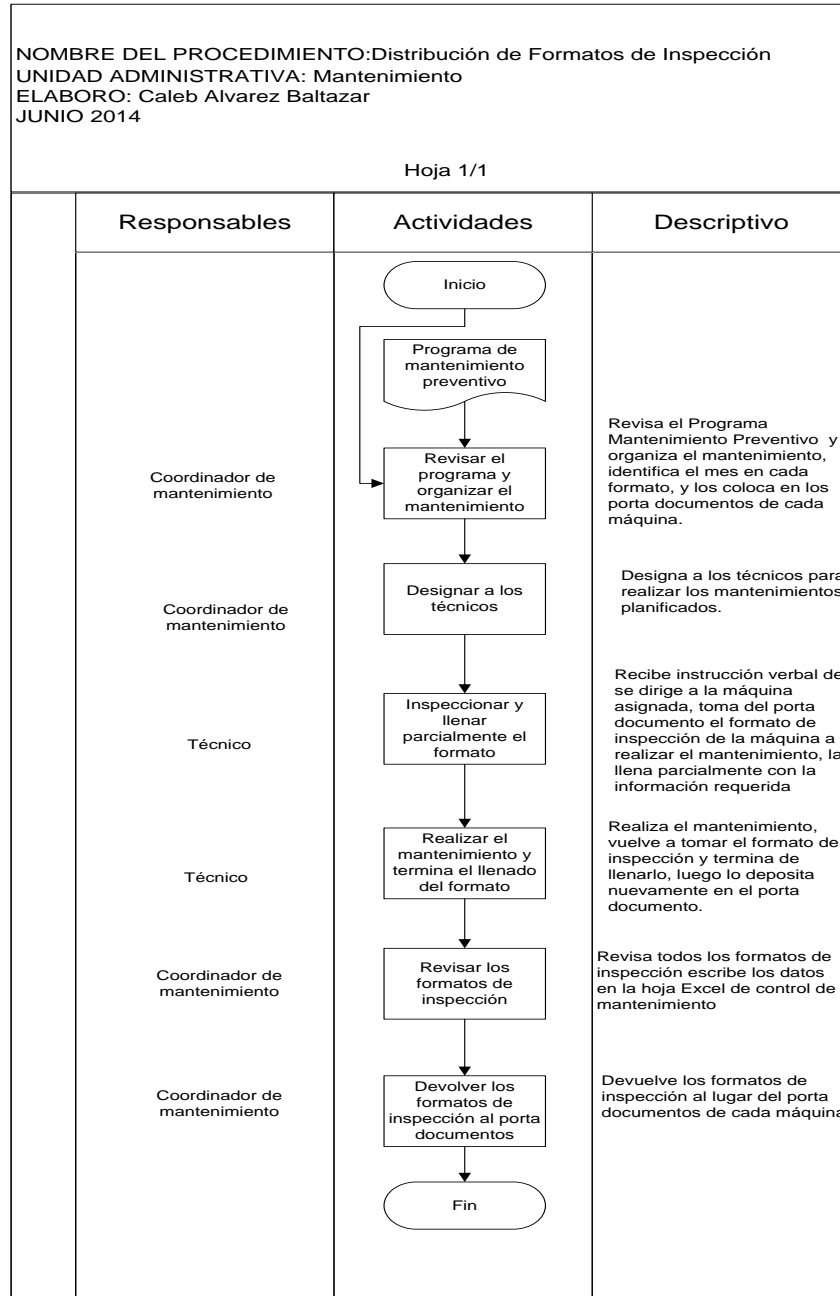 NOMBRE DEL PROCEDIMIENTO:Distribución de Formatos de Inspección
UNIDAD ADMINISTRATIVA: Mantenimiento
ELABORO: Caleb Alvarez Baltazar
JUNIO 2014
Hoja 1/1
Responsables
Actividades
Descriptivo
Inicio
Programa de
mantenimiento
preventivo
Coordinador de
mantenimiento
Revisar el
programa y
organizar el
mantenimiento
Revisa el Programa
Mantenimiento Preventivo y
organiza el mantenimiento,
identifica el mes en cada
formato, y los coloca en los
porta documentos de cada
máquina.
Coordinador de
mantenimiento
Designar a los
técnicos
Designa a los técnicos para
realizar los mantenimientos
planificados.
Técnico
Inspeccionar y
llenar
parcialmente el
formato
Recibe instrucción verbal de
se dirige a la máquina
asignada, toma del porta
documento el formato de
inspección de la máquina a
realizar el mantenimiento, la
llena parcialmente con la
información requerida
Técnico
Realizar el
mantenimiento y
termina el llenado
del formato
Realiza el mantenimiento,
vuelve a tomar el formato de
inspección y termina de
llenarlo, luego lo deposita
nuevamente en el porta
documento.
Coordinador de
mantenimiento
Revisar los
formatos de
inspección
Revisa todos los formatos de
inspección escribe los datos
en la hoja Excel de control de
mantenimiento
Coordinador de
mantenimiento
Devolver los
formatos de
inspección al porta
documentos
Devuelve los formatos de
inspección al lugar del porta
documentos de cada máquina
Fin